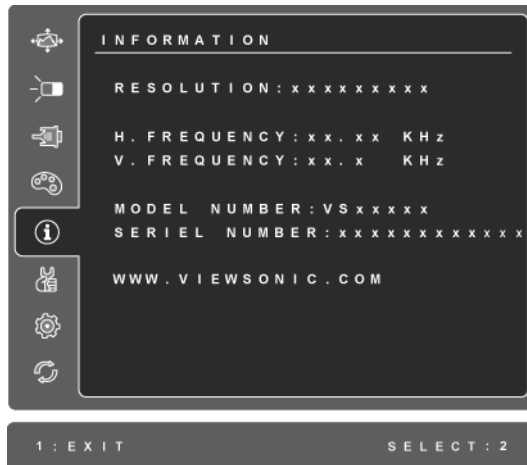 INFORMATION
RESOLUTION:xxxxxxxxx
H. FREQUENCY:xx.xx KHz
V. FREQUENCY:xx.x KHz
MODEL NUMBER:VSxxxxx
SERIEL NUMBER:xxxxxxxxxxxx
WWW.VIEWSONIC.COM
1:EXIT SELECT:2